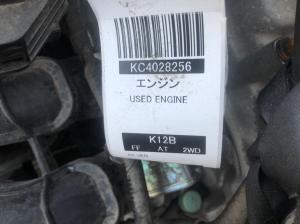 KC4028256
エンジン
USED ENGINE
K12B
FF AT 2WD